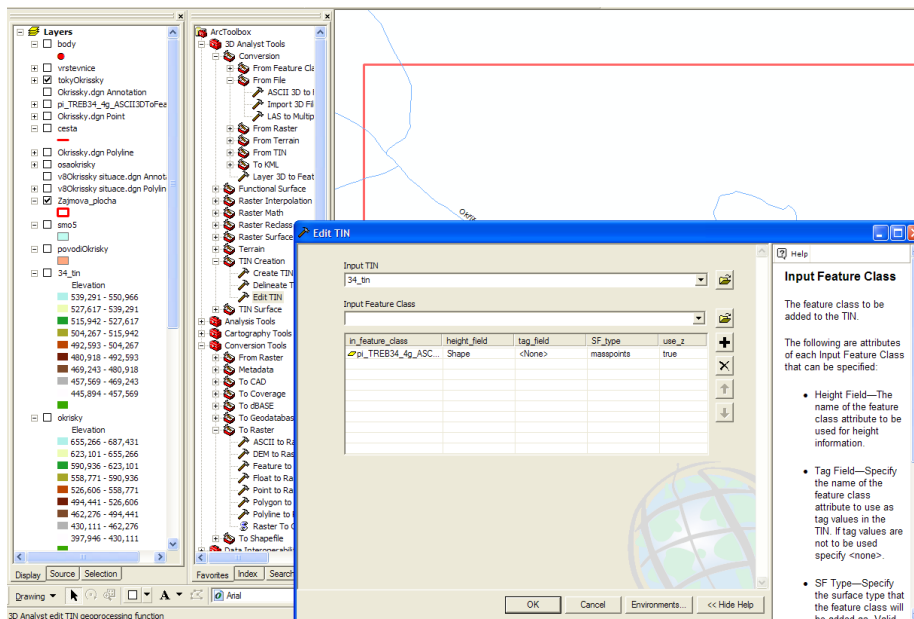 Layers
body
vrstevnice
tokyOkrissky
Okrissky.dgn Annotation
pi_TREB34_4g_ASCII3DToFea
Okrissky.dgn Point
cesta
Okrissky.dgn Polyline
osaokrisky
v8Okrissky situace.dgn Annot
v8Okrissky situace.dgn Polylin
Zajmova_plocha
smo5
povodiOkrisky
34_tin
Elevation
539,291 - 550,966
527,617 - 539,291
515,942 - 527,617
504,267 - 515,942
492,593 - 504,267
480,918 - 492,593
469,243 - 480,918
457,569 - 469,243
445,894 - 457,569
okrisky
Elevation
655,266 - 687,431
623,101 - 655,266
590,936 - 623,101
558,771 - 590,936
526,606 - 558,771
494,441 - 526,606
462,276 - 494,441
430,111 - 462,276
397,946 - 430,111
Display Source Selection
ArcToolbox
3D Analyst Tools
Conversion
From Feature Cla
From File
ASCII 3D to
Import 3D Fil
LAS to Multip
From Raster
From Terrain
From TIN
To KML
Layer 3D to Feat
Functional Surface
Raster Interpolation
Raster Math
Raster Reclass
Raster Surface
Terrain
TIN Creation
Create TIN
Delineate T
Edit TIN
TIN Surface
Analysis Tools
Cartography Tools
Conversion Tools
From Raster
Metadata
To CAD
To Coverage
To dBASE
To Geodatabas
To Raster
ASCII to Ra
DEM to Ras
Feature to
Float to Ra
Point to Ra
Polygon to
Polyline to
Raster To
To Shapefile
Data Interoperabili
Favorites Index Search
Edit TIN
Input TIN
34_tin
Input Feature Class
in_feature_class height_field tag_field SF_type use_z
pi_TREB34_4g_ASC... Shape <None> masspoints true
OK Cancel Environments... << Hide Help
Help
Input Feature Class
The feature class to be
added to the TIN.
The following are attributes
of each Input Feature Class
that can be specified:
• Height Field—The
name of the feature
class attribute to be
used for height
information.
• Tag Field—Specify
the name of the
feature class
attribute to use as
tag values in the
TIN. If tag values are
not to be used
specify <none>.
• SF Type—Specify
the surface type that
the feature class will
be added as. Valid
Drawing A Arial
3D Analyst edit TIN geoprocessing function